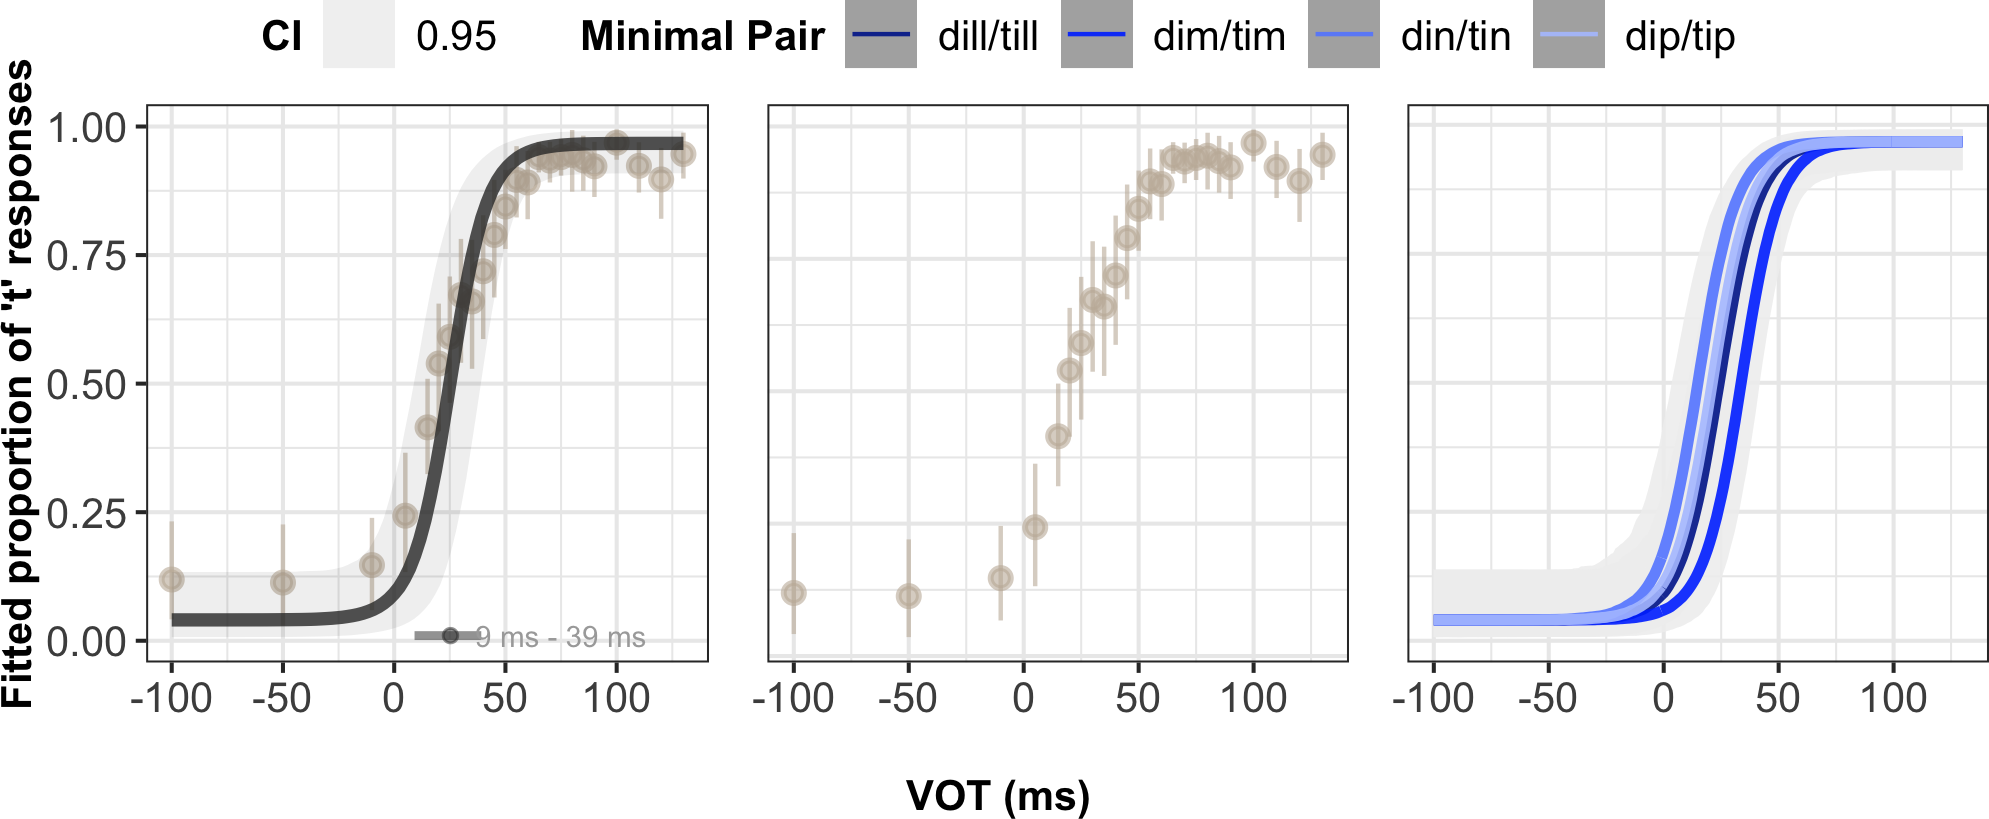 CI 0.95 Minimal Pair dill/till dim/tim din/tin dip/tip
Fitted proportion of 't' responses
1.00
0.75
0.50
0.25
0.00
9 ms - 39 ms
-100 -50 0 50 100
-100 -50 0 50 100
-100 -50 0 50 100
VOT (ms)